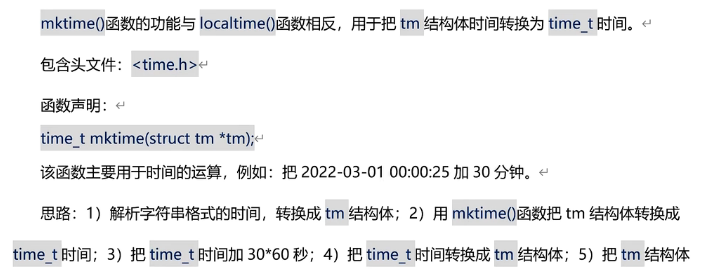 mktime()函数的功能与 localtime()函数相反，用于把 tm 结构体时间转换为 time_t 时间。
包含头文件：<time.h>
函数声明：
time_t mktime(struct tm *tm);
该函数主要用于时间的运算，例如：把 2022-03-01 00:00:25 加 30 分钟。
思路：1）解析字符串格式的时间，转换成 tm 结构体；2）用 mktime()函数把 tm 结构体转换成
time_t 时间；3）把 time_t 时间加 30*60 秒；4）把 time_t 时间转换成 tm 结构体；5）把 tm 结构体